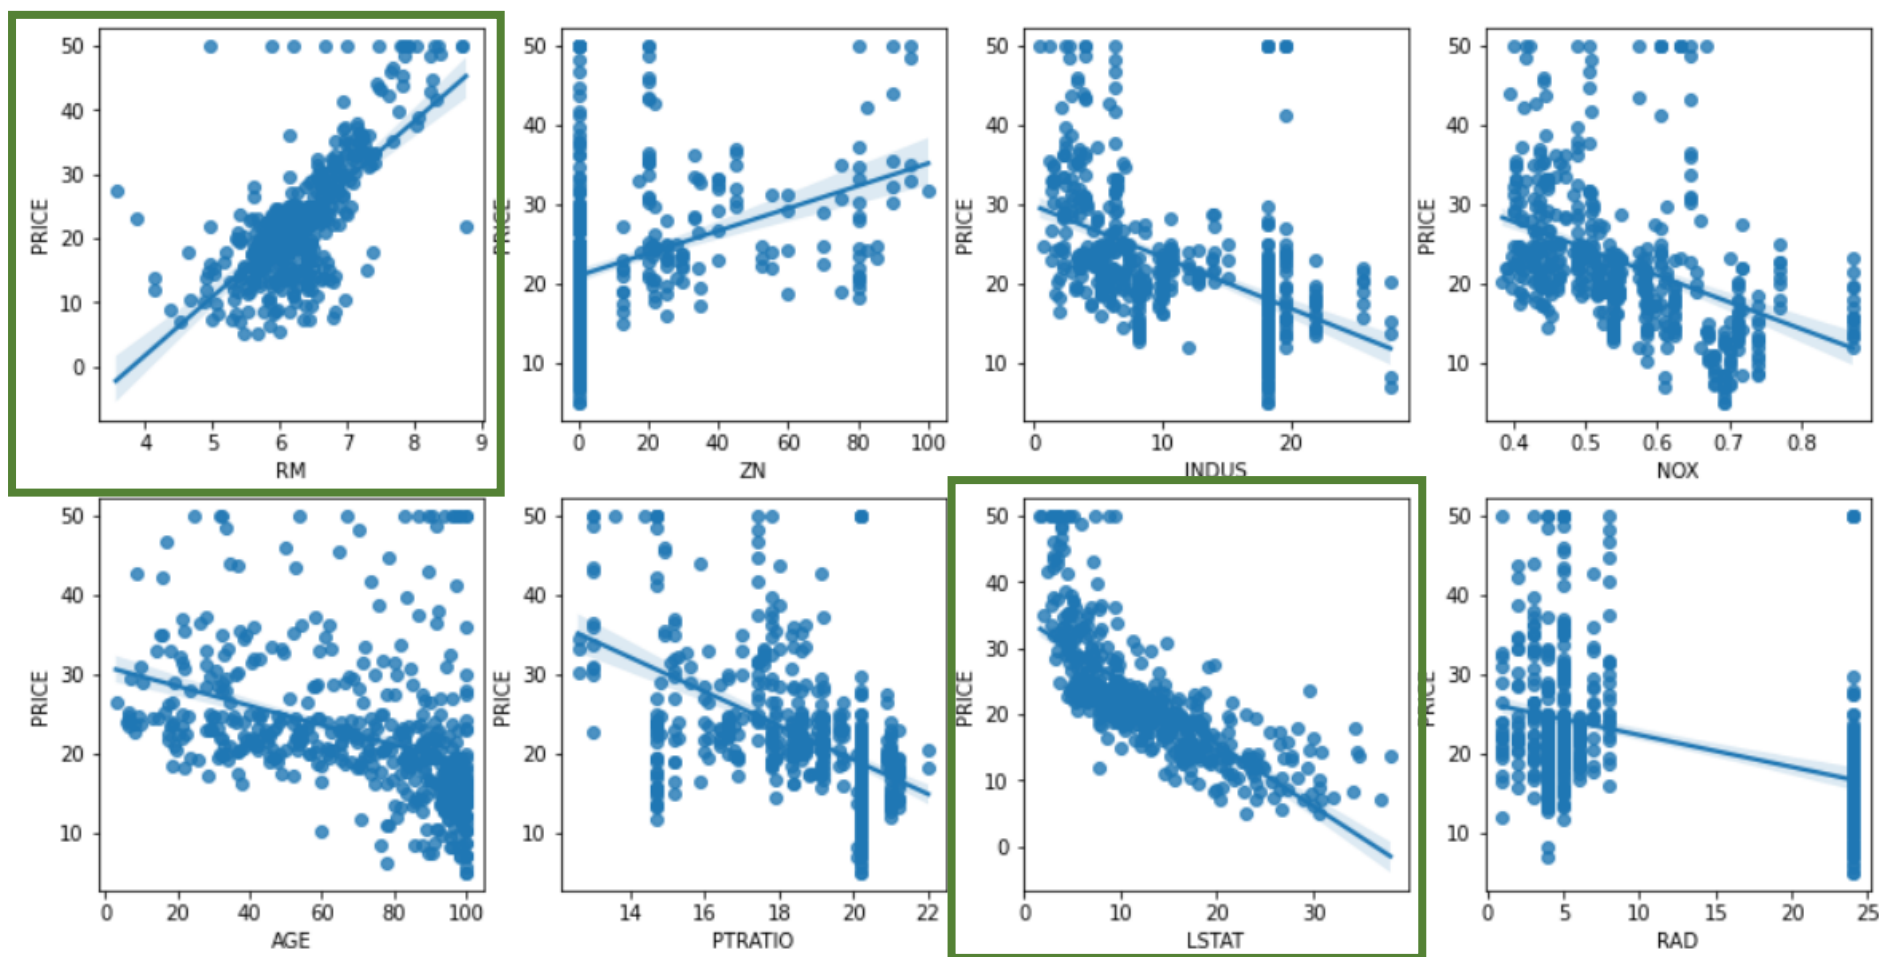 50 50 50 50
40 40 40 40
30 30 30 30
PRICE PRICE PRICE PRICE
20 20 20 20
10 10 10 10
0
4 5 6 7 8 9 0 20 40 60 80 100 0 10 20 0.4 0.5 0.6 0.7 0.8
RM ZN INDUS NOX
50 50 50 50
40 40 40 40
30 30 30 30
PRICE PRICE PRICE PRICE
20 20 20 20
10 10 10 10
0
0 20 40 60 80 100 14 16 18 20 22 0 10 20 30 0 5 10 15 20 25
AGE PTRATIO LSTAT RAD